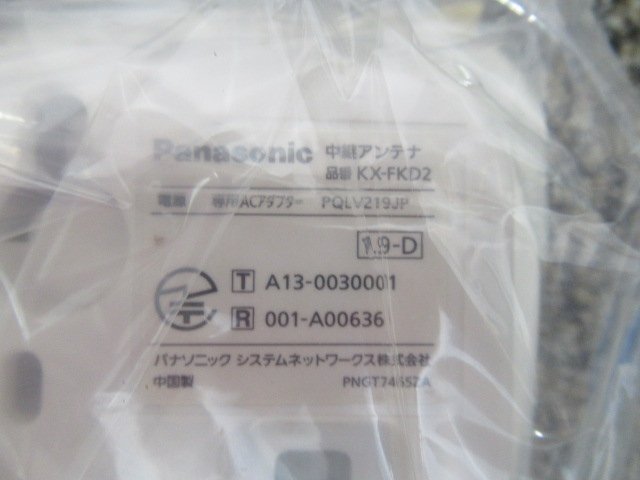 Panasonic 中継アンテナ
品番 KX-FKD2
電源 専用ACアダプター PQLV219JP
1.9-D
T A13-0030001
R 001-A00636
パナソニック システムネットワークス株式会社
中国製